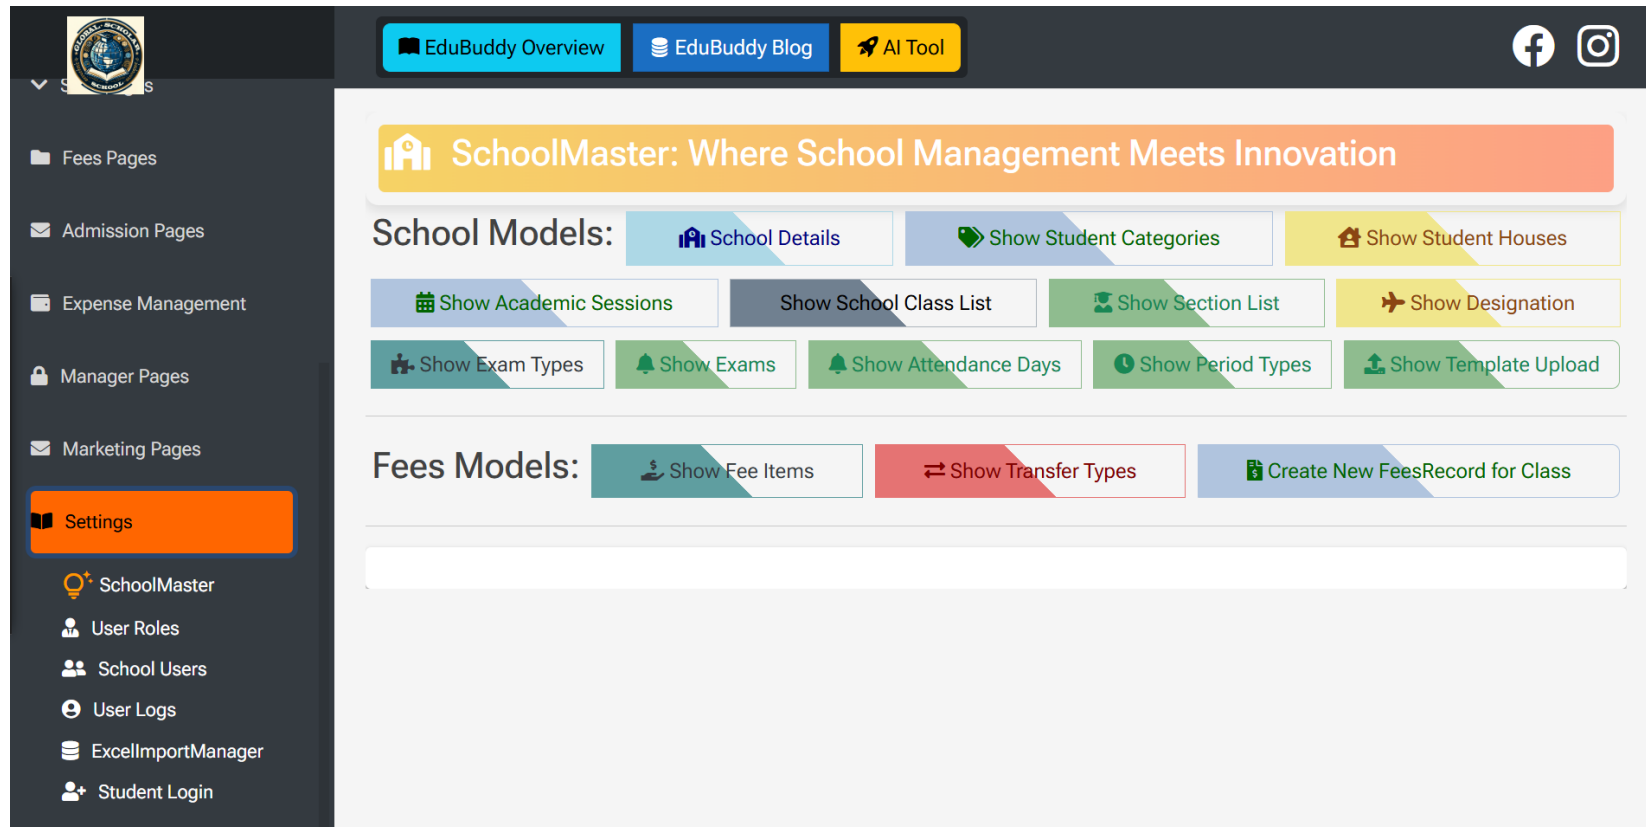 GLOBAL SCHOLAR
SCHOOL
EduBuddy Overview
EduBuddy Blog
AI Tool
Fees Pages
Admission Pages
Expense Management
Manager Pages
Marketing Pages
Settings
SchoolMaster
User Roles
School Users
User Logs
ExcelImportManager
Student Login
SchoolMaster: Where School Management Meets Innovation
School Models:
School Details
Show Student Categories
Show Student Houses
Show Academic Sessions
Show School Class List
Show Section List
Show Designation
Show Exam Types
Show Exams
Show Attendance Days
Show Period Types
Show Template Upload
Fees Models:
Show Fee Items
Show Transfer Types
Create New FeesRecord for Class